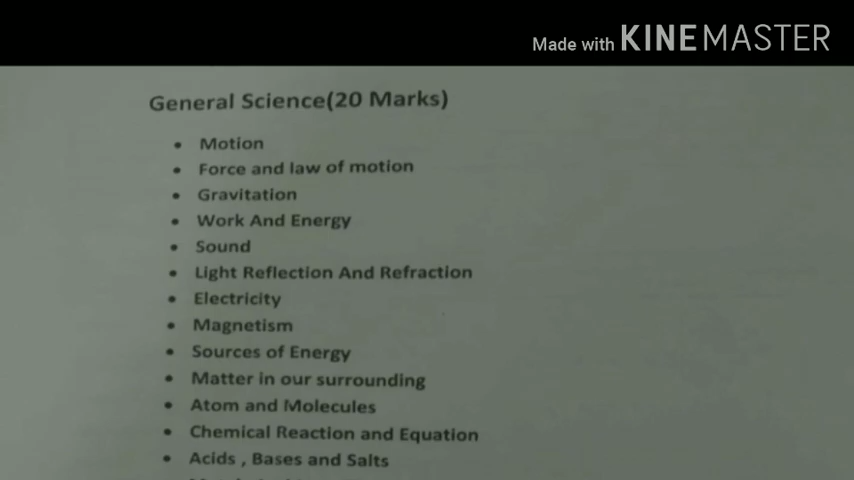 Made with KINEMASTER
General Science(20 Marks)
• Motion
• Force and law of motion
• Gravitation
• Work And Energy
• Sound
• Light Reflection And Refraction
• Electricity
• Magnetism
• Sources of Energy
• Matter in our surrounding
• Atom and Molecules
• Chemical Reaction and Equation
• Acids , Bases and Salts